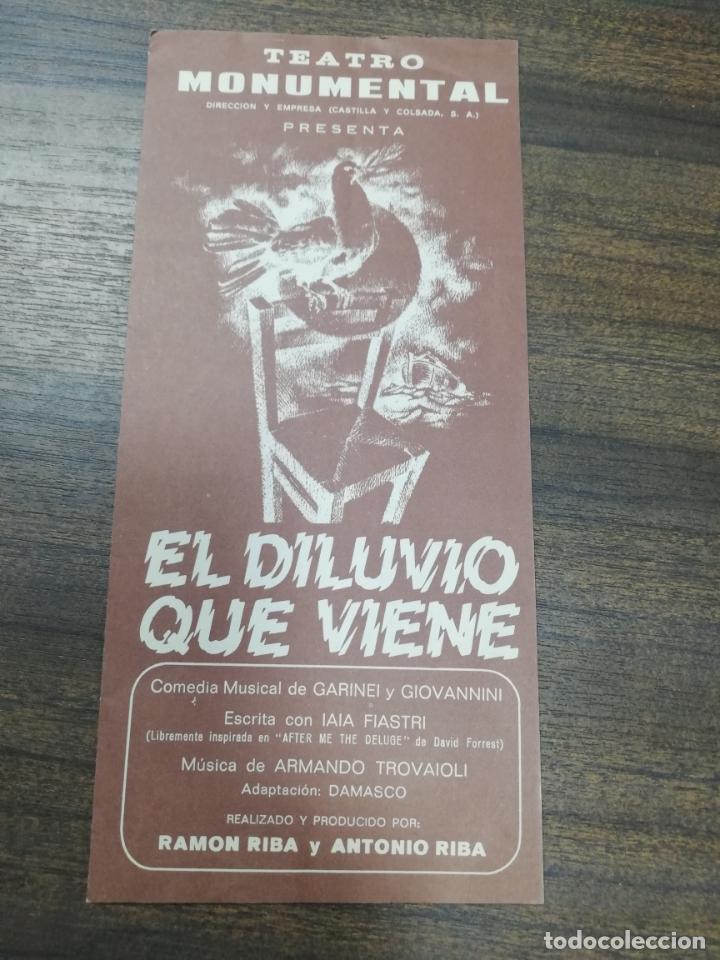 TEATRO
MONUMENTAL
DIRECCION Y EMPRESA (CASTILLA Y COLSADA, S. A.)
PRESENTA
EL DILUVIO
QUE VIENE
Comedia Musical de GARINEI y GIOVANNINI
Escrita con IAIA FIASTRI
(Libremente inspirada en "AFTER ME THE DELUGE" de David Forrest)
Música de ARMANDO TROVAIOLI
Adaptación: DAMASCO
REALIZADO Y PRODUCIDO POR:
RAMON RIBA y ANTONIO RIBA
todocoleccion.net